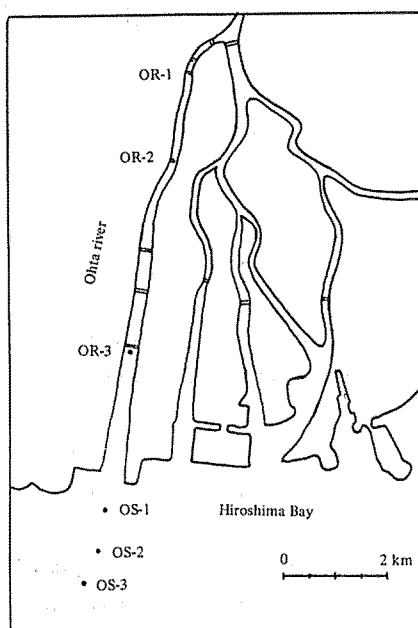 OR-1
OR-2
Ohta river
OR-3
OS-1
Hiroshima Bay
OS-2
0 2 km
OS-3